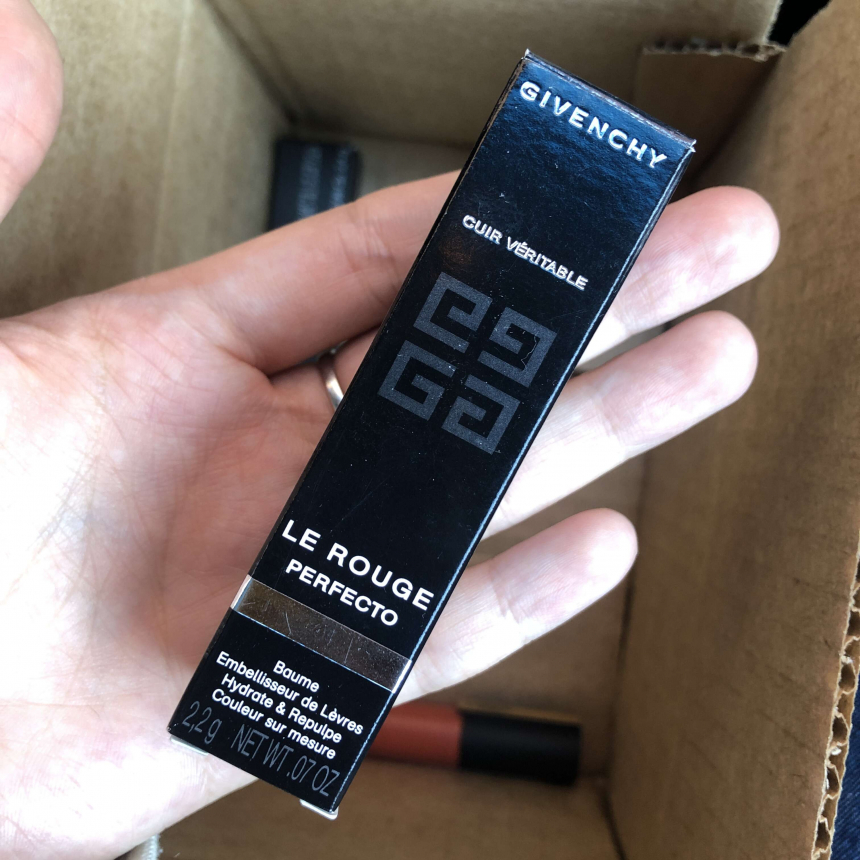 GIVENCHY
CUIR VÉRITABLE
LE ROUGE
PERFECTO
Baume
Embellisseur de Lèvres
Hydrate & Repulpe
Couleur sur mesure
2,2 g NET WT .07 OZ